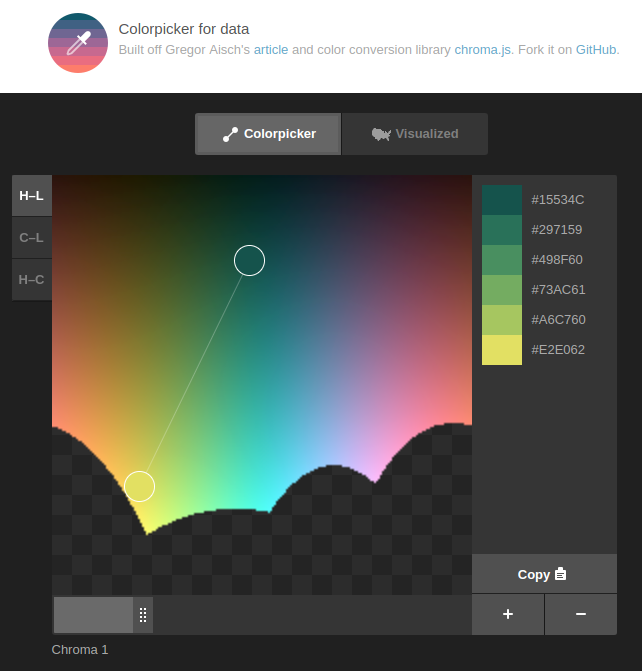 Colorpicker for data
Built off Gregor Aisch's article and color conversion library chroma.js. Fork it on GitHub.
Colorpicker
Visualized
H–L
C–L
H–C
#15534C
#297159
#498F60
#73AC61
#A6C760
#E2E062
Copy
+
−
Chroma 1